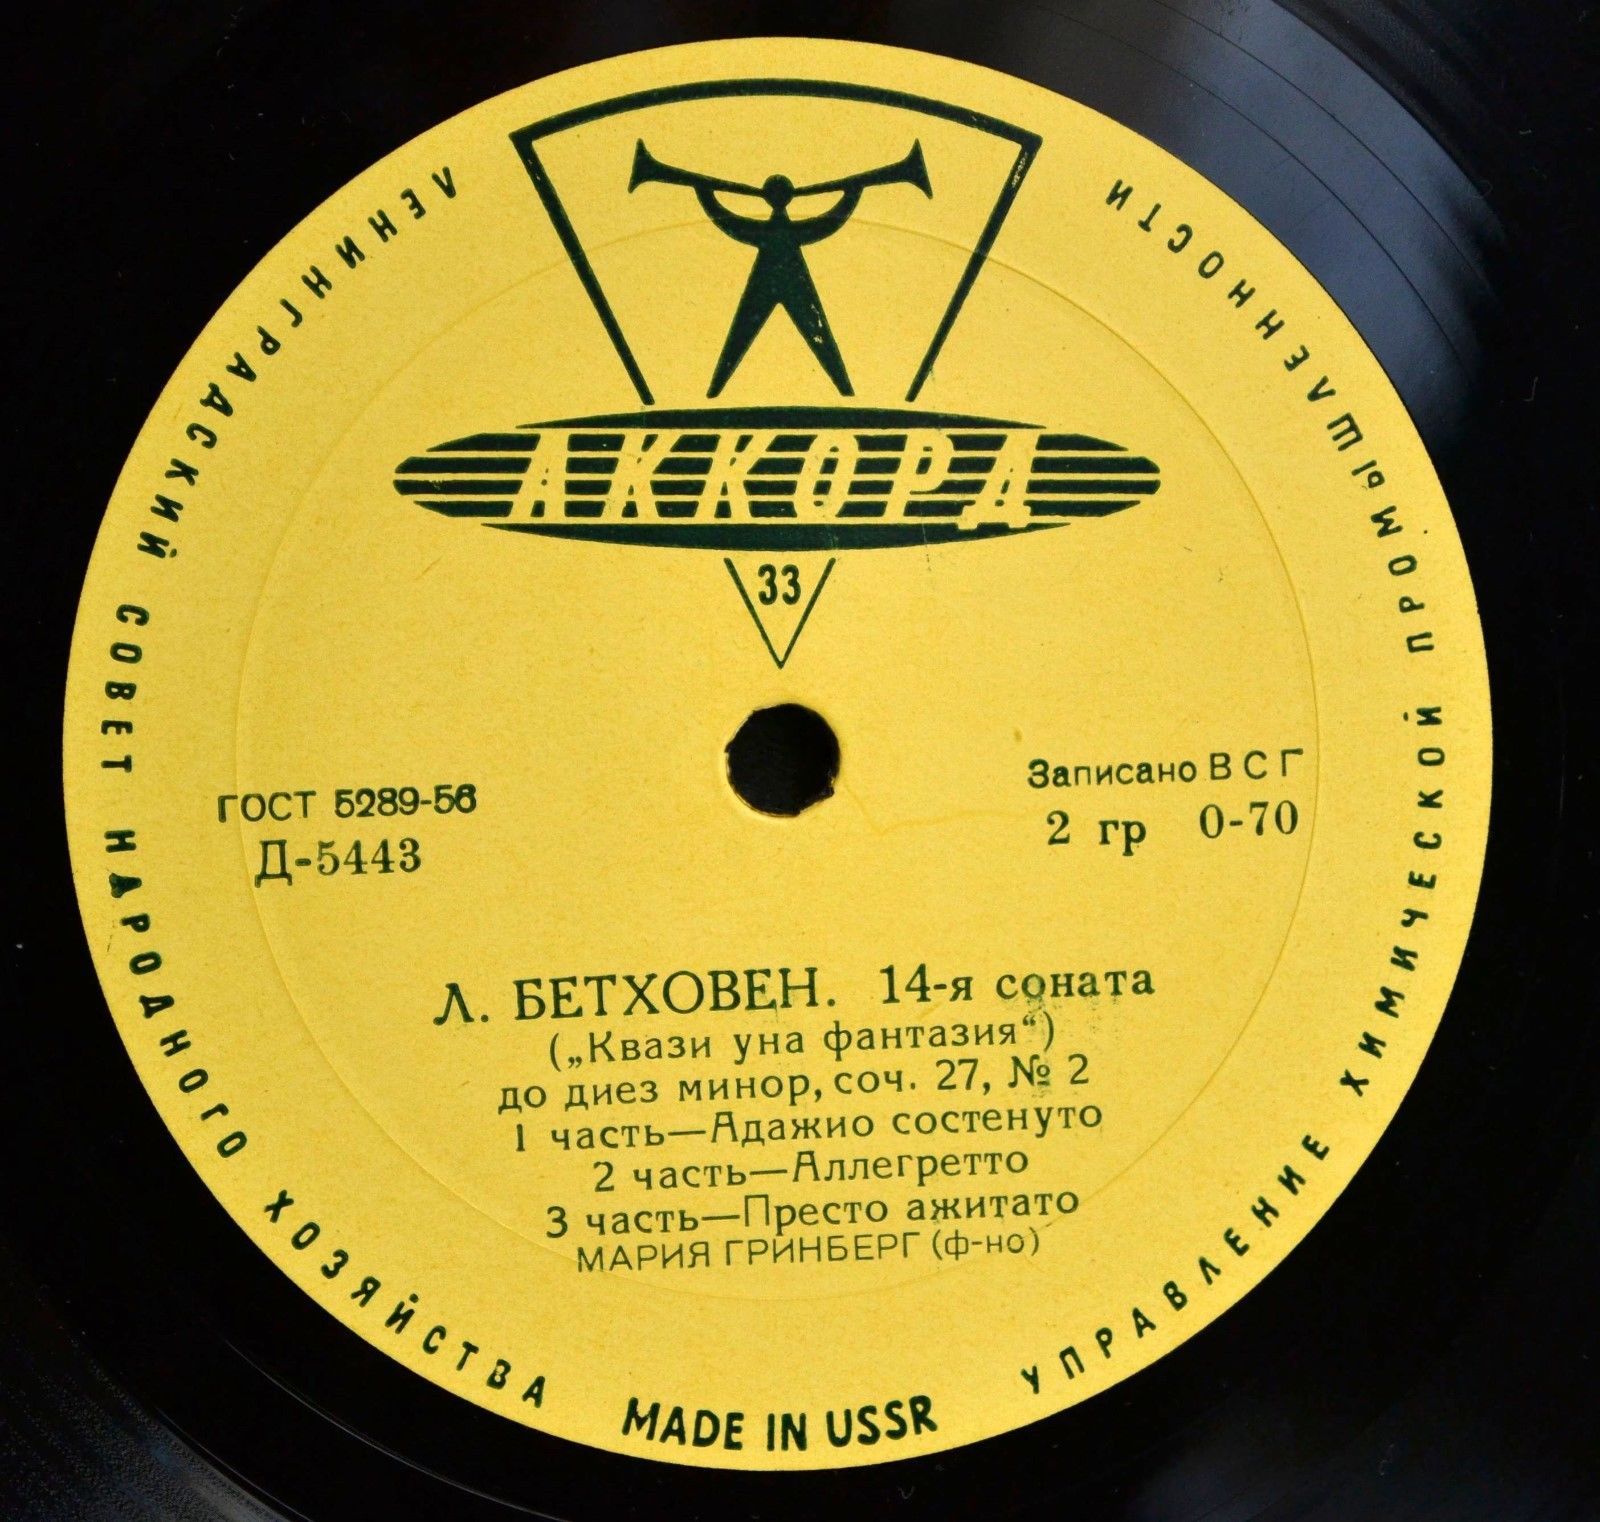 ЛЕНИНГРАДСКИЙ СОВЕТ НАРОДНОГО ХОЗЯЙСТВА
УПРАВЛЕНИЕ ХИМИЧЕСКОЙ ПРОМЫШЛЕННОСТИ
АККОРД
33
ГОСТ 5289-56
Д-5443
Записано ВСГ
2 гр 0-70
Л. БЕТХОВЕН. 14-я соната
(„Квази уна фантазия“)
до диез минор, соч. 27, № 2
1 часть—Адажио состенуто
2 часть—Аллегретто
3 часть—Престо ажитато
МАРИЯ ГРИНБЕРГ (ф-но)
MADE IN USSR